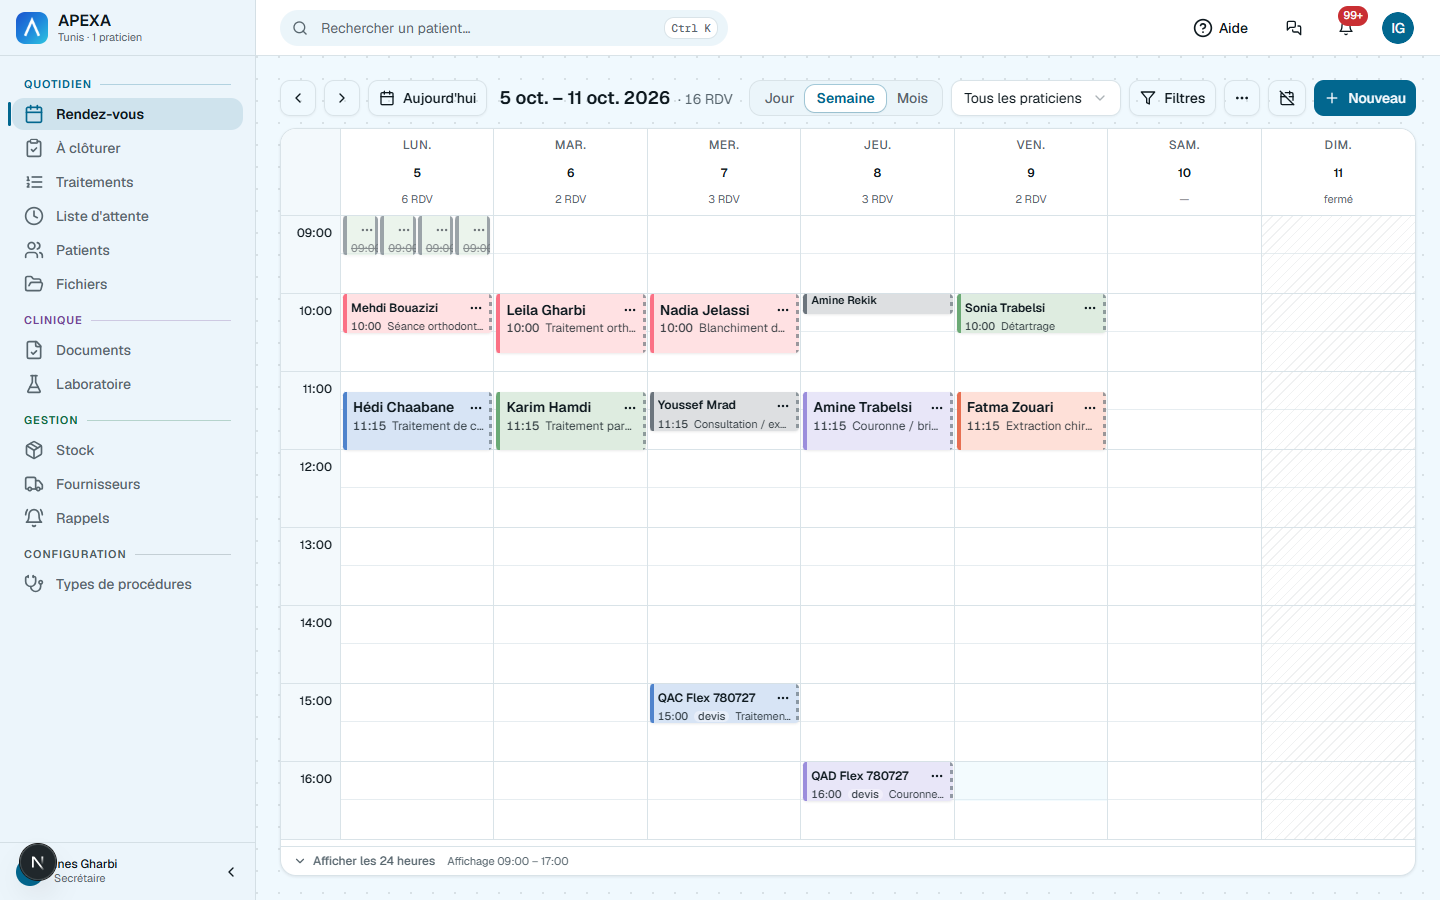 APEXA
Tunis · 1 praticien
Rechercher un patient…
Ctrl K
Aide
99+
IG
QUOTIDIEN
Rendez-vous
À clôturer
Traitements
Liste d'attente
Patients
Fichiers
CLINIQUE
Documents
Laboratoire
GESTION
Stock
Fournisseurs
Rappels
CONFIGURATION
Types de procédures
N
nes Gharbi
Secrétaire
Aujourd'hui
5 oct. – 11 oct. 2026 · 16 RDV
Jour
Semaine
Mois
Tous les praticiens
Filtres
Nouveau
LUN. MAR. MER. JEU. VEN. SAM. DIM.
5 6 7 8 9 10 11
6 RDV 2 RDV 3 RDV 3 RDV 2 RDV — fermé
09:00
09:0 09:0 09:0 09:0
10:00
Mehdi Bouazizi
10:00 Séance orthodont…
Leila Gharbi
10:00 Traitement orth…
Nadia Jelassi
10:00 Blanchiment d…
Amine Rekik
Sonia Trabelsi
10:00 Détartrage
11:00
Hédi Chaabane
11:15 Traitement de c…
Karim Hamdi
11:15 Traitement par…
Youssef Mrad
11:15 Consultation / ex…
Amine Trabelsi
11:15 Couronne / bri…
Fatma Zouari
11:15 Extraction chir…
12:00
13:00
14:00
15:00
QAC Flex 780727
15:00 devis Traitemen…
16:00
QAD Flex 780727
16:00 devis Couronne…
Afficher les 24 heures
Affichage 09:00 – 17:00